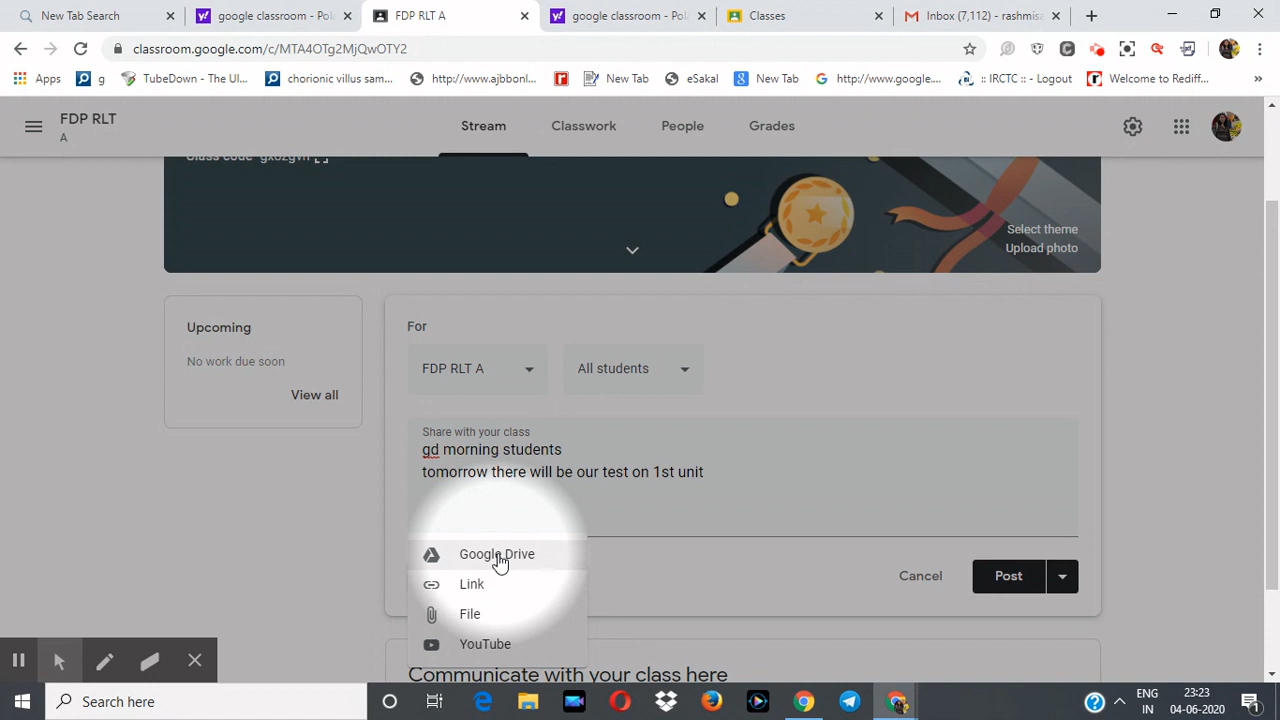 New Tab Search
google classroom - Pola
FDP RLT A
google classroom - Pola
Classes
Inbox (7,112) - rashmisa
classroom.google.com/c/MTA4OTg2MjQwOTY2
Apps
g
TubeDown - The Ul...
chorionic villus sam...
http://www.ajbbonl...
New Tab
eSakal
New Tab
http://www.google....
:: IRCTC :: - Logout
Welcome to Rediff...
FDP RLT
A
Stream
Classwork
People
Grades
Class code
Select theme
Upload photo
Upcoming
No work due soon
View all
For
FDP RLT A
All students
Share with your class
gd morning students
tomorrow there will be our test on 1st unit
Google Drive
Link
File
YouTube
Cancel
Post
Communicate with your class here
Search here
ENG
IN
23:23
04-06-2020